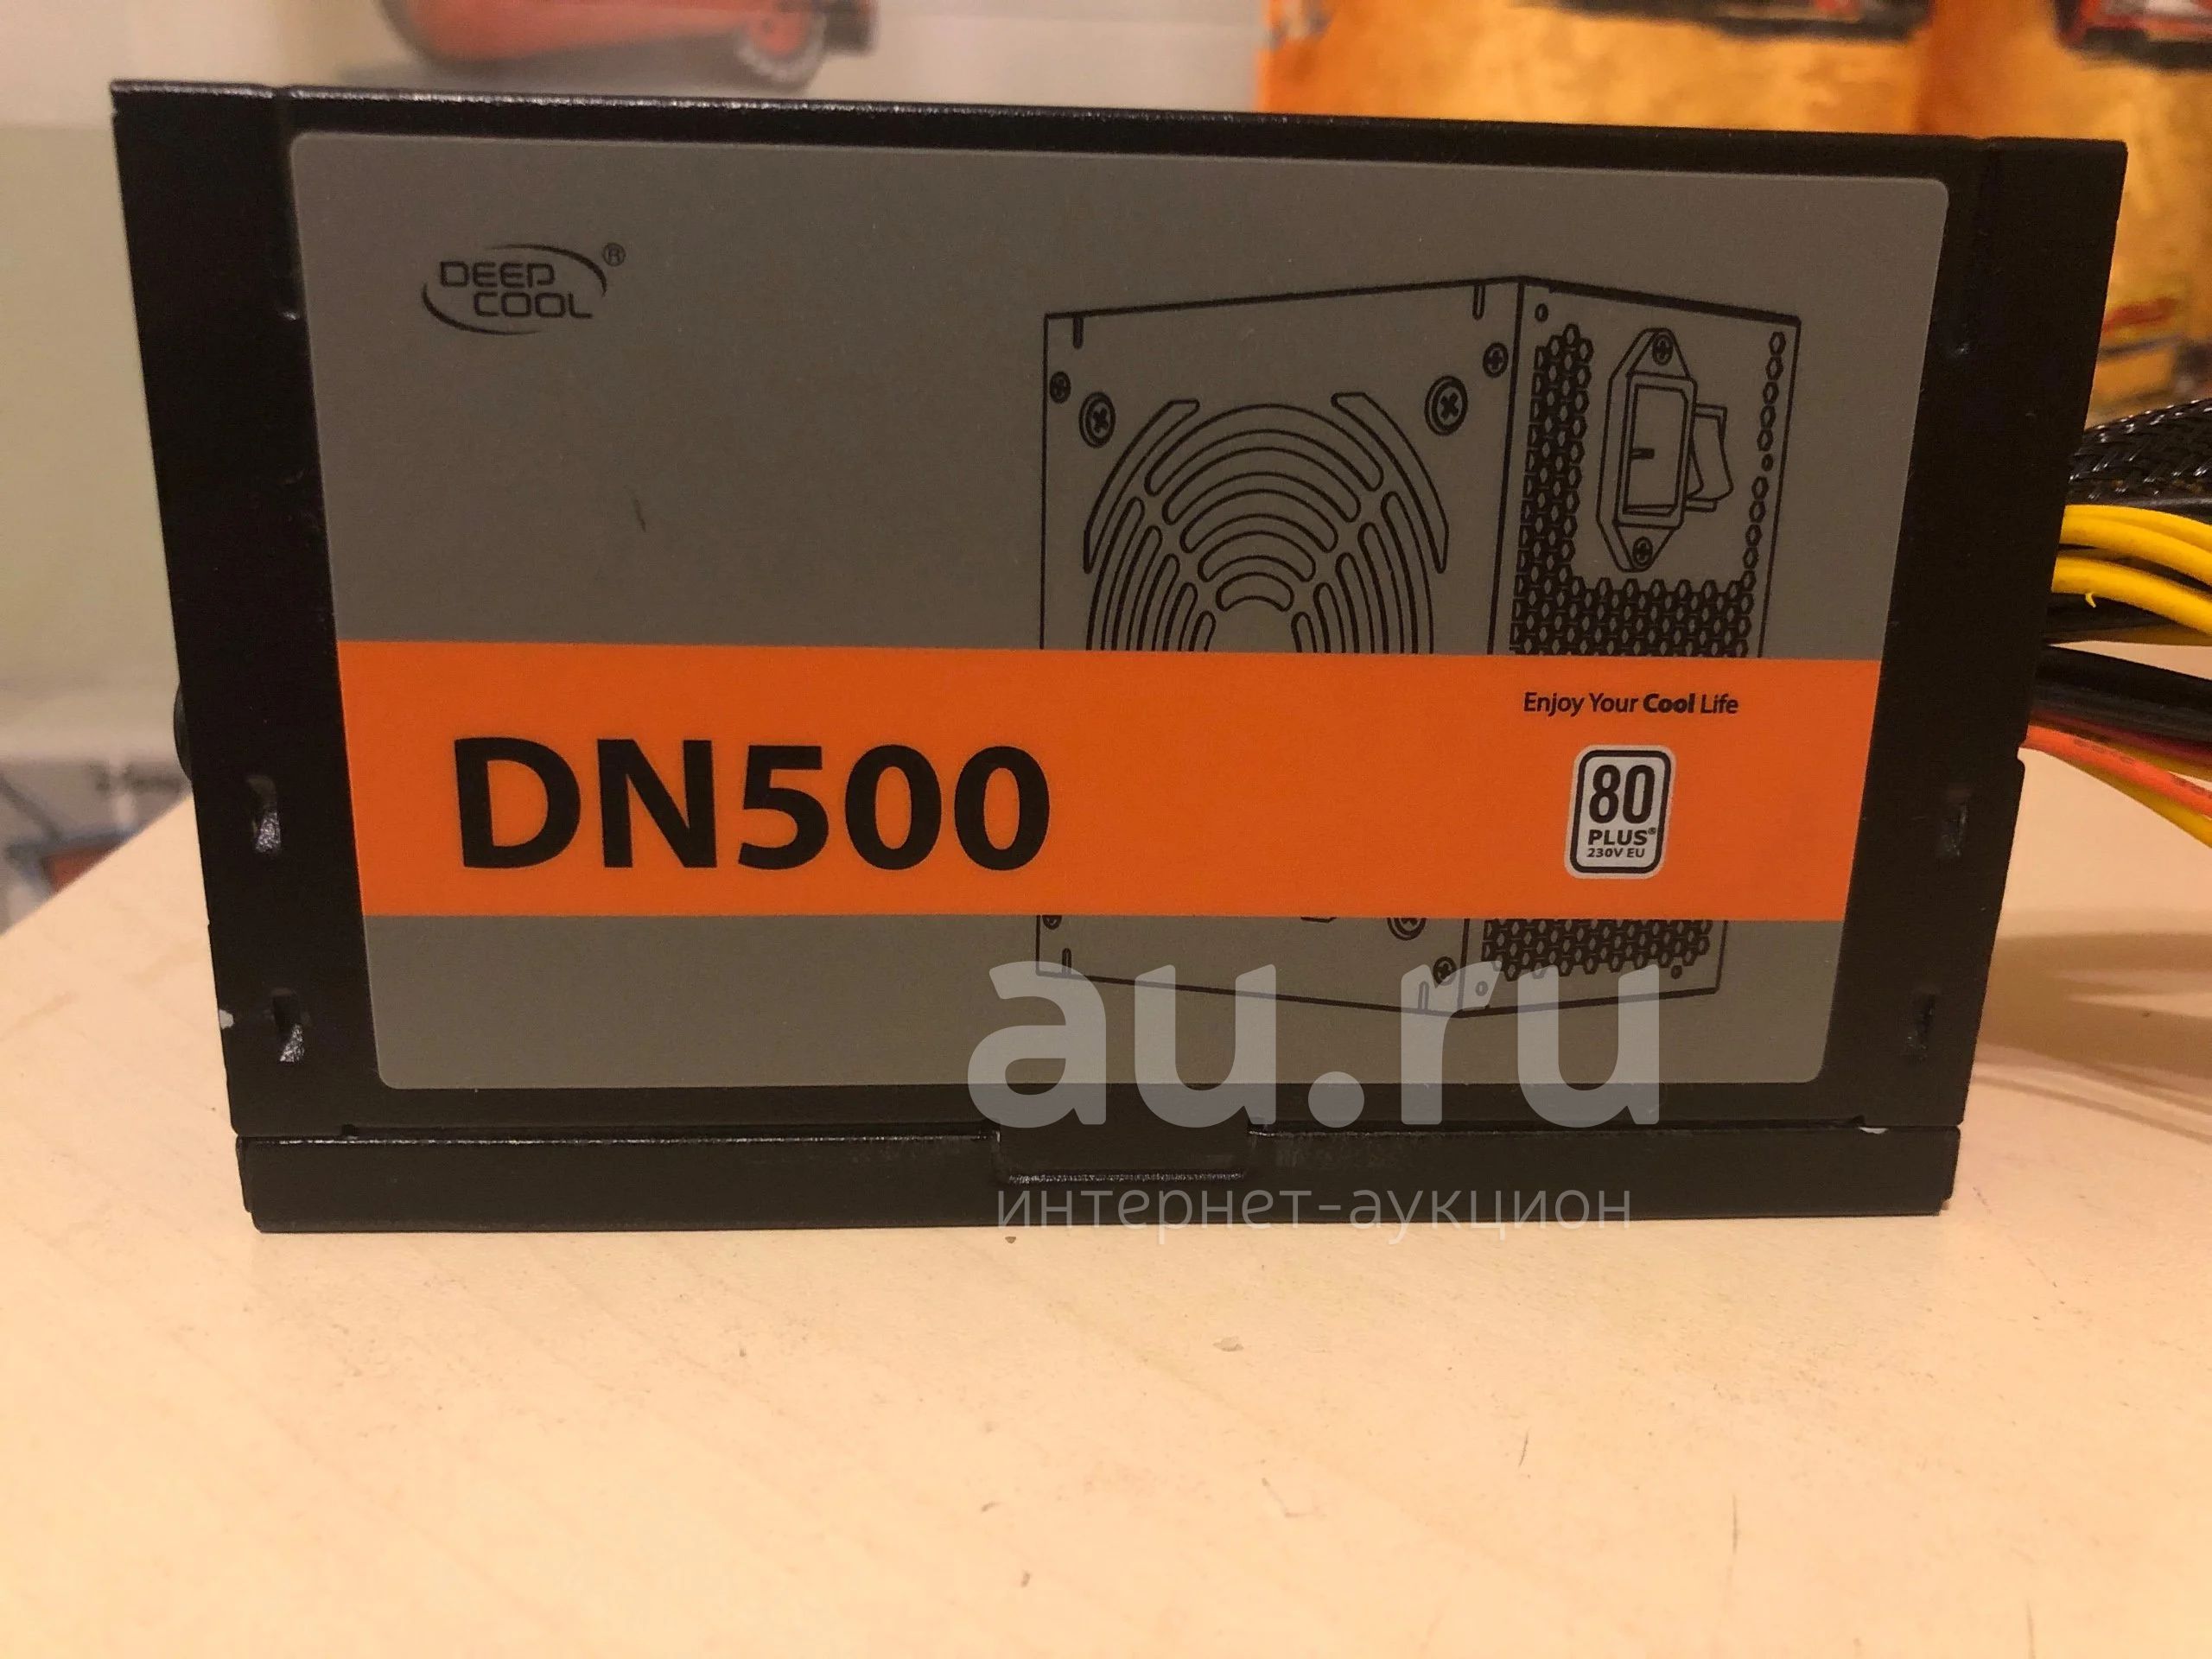 DEEP
COOL®
Enjoy Your Cool Life
DN500
80
PLUS®
230V EU
au.ru
интернет-аукцион